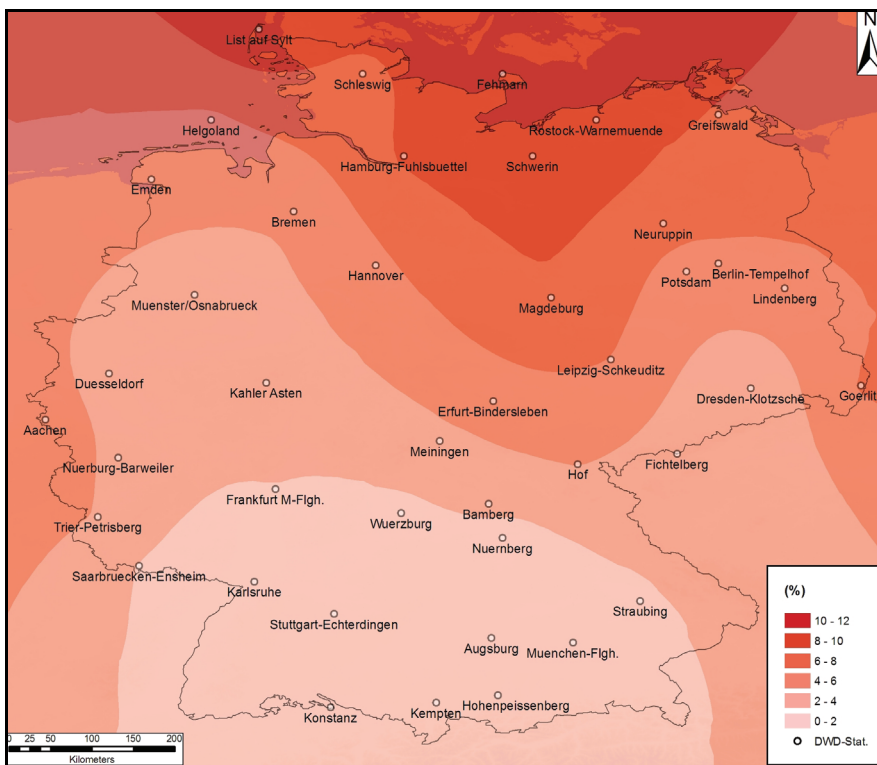 N
List auf Sylt
Schleswig
Fehmarn
Helgoland
Rostock-Warnemuende
Greifswald
Hamburg-Fuhlsbuettel
Schwerin
Emden
Bremen
Neuruppin
Hannover
Berlin-Tempelhof
Potsdam
Lindenberg
Muenster/Osnabrueck
Magdeburg
Leipzig-Schkeuditz
Duesseldorf
Kahler Asten
Dresden-Klotzsche
Goerlit
Erfurt-Bindersleben
Aachen
Meiningen
Nuerburg-Barweiler
Hof
Fichtelberg
Frankfurt M-Flgh.
Bamberg
Wuerzburg
Trier-Petrisberg
Nuernberg
Saarbruecken-Ensheim
Karlsruhe
Straubing
Stuttgart-Echterdingen
Augsburg
Muenchen-Flgh.
Hohenpeissenberg
Konstanz
Kempten
(%)
10 - 12
8 - 10
6 - 8
4 - 6
2 - 4
0 - 2
DWD-Stat.
0 25 50 100 150 200
Kilometers